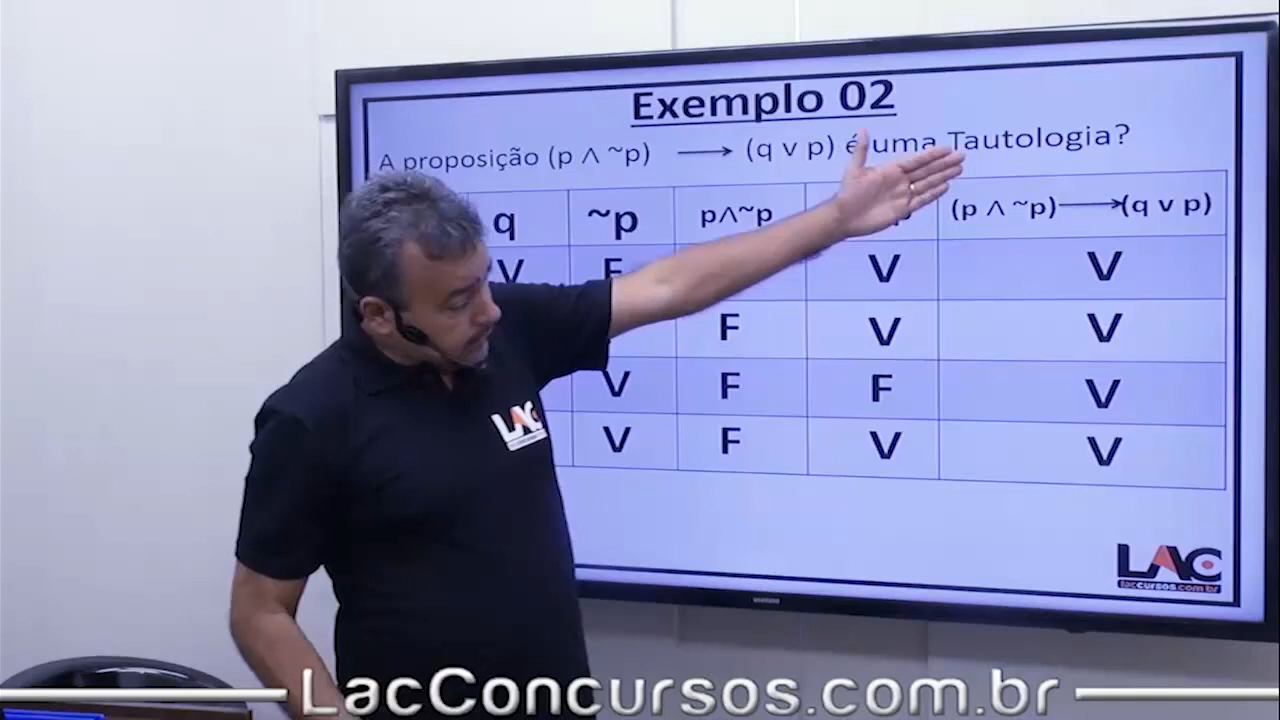 Exemplo 02
A proposição (p ∧ ~p) ⟶ (q v p) é uma Tautologia?
q ~p p∧~p (p ∧ ~p)⟶(q v p)
V F V V
F V V
V F F V
V F V V
LAC
LAC
laccursos.com.br
LacConcursos.com.br